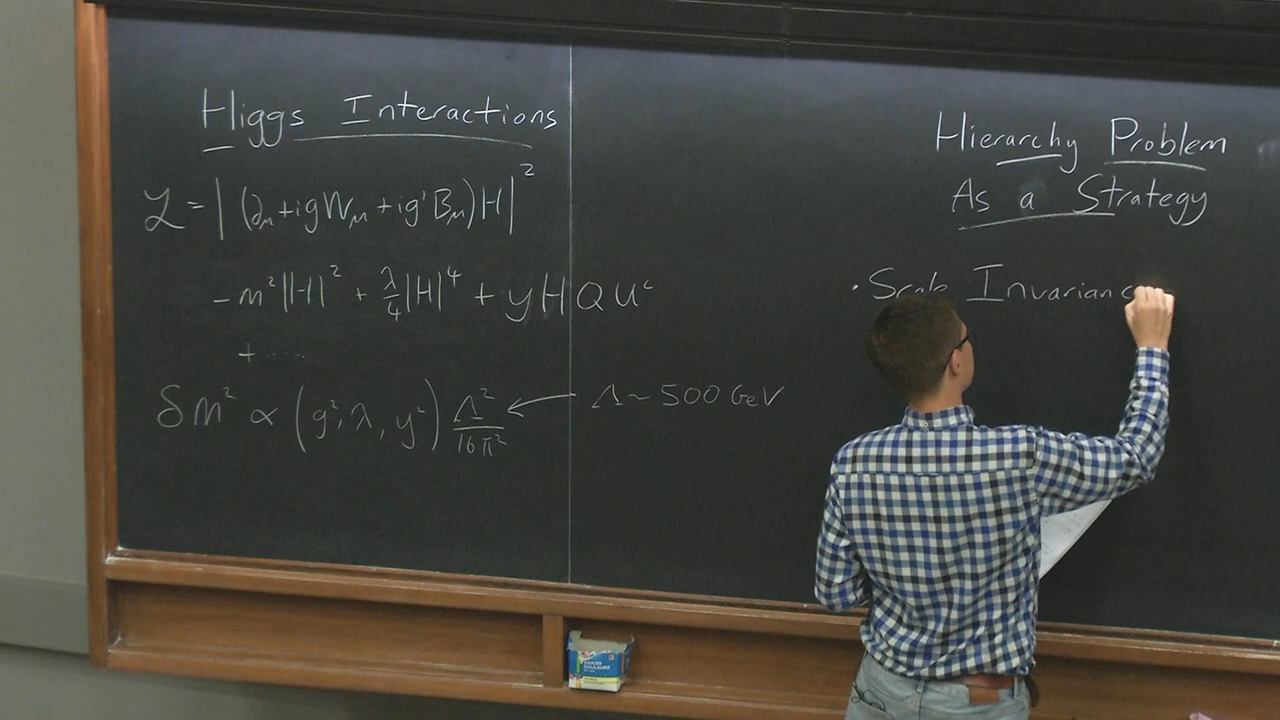 Higgs Interactions
ℒ = |(∂μ + igWμ + ig'Bμ)H|²
- m²|H|² + λ/4 |H|⁴ + y H Q uᶜ
+ .....
δm² ∝ (g², λ, y²) Λ²/16π² ← Λ ~ 500 GeV
Hierarchy Problem
As a Strategy
· Scale Invarianc